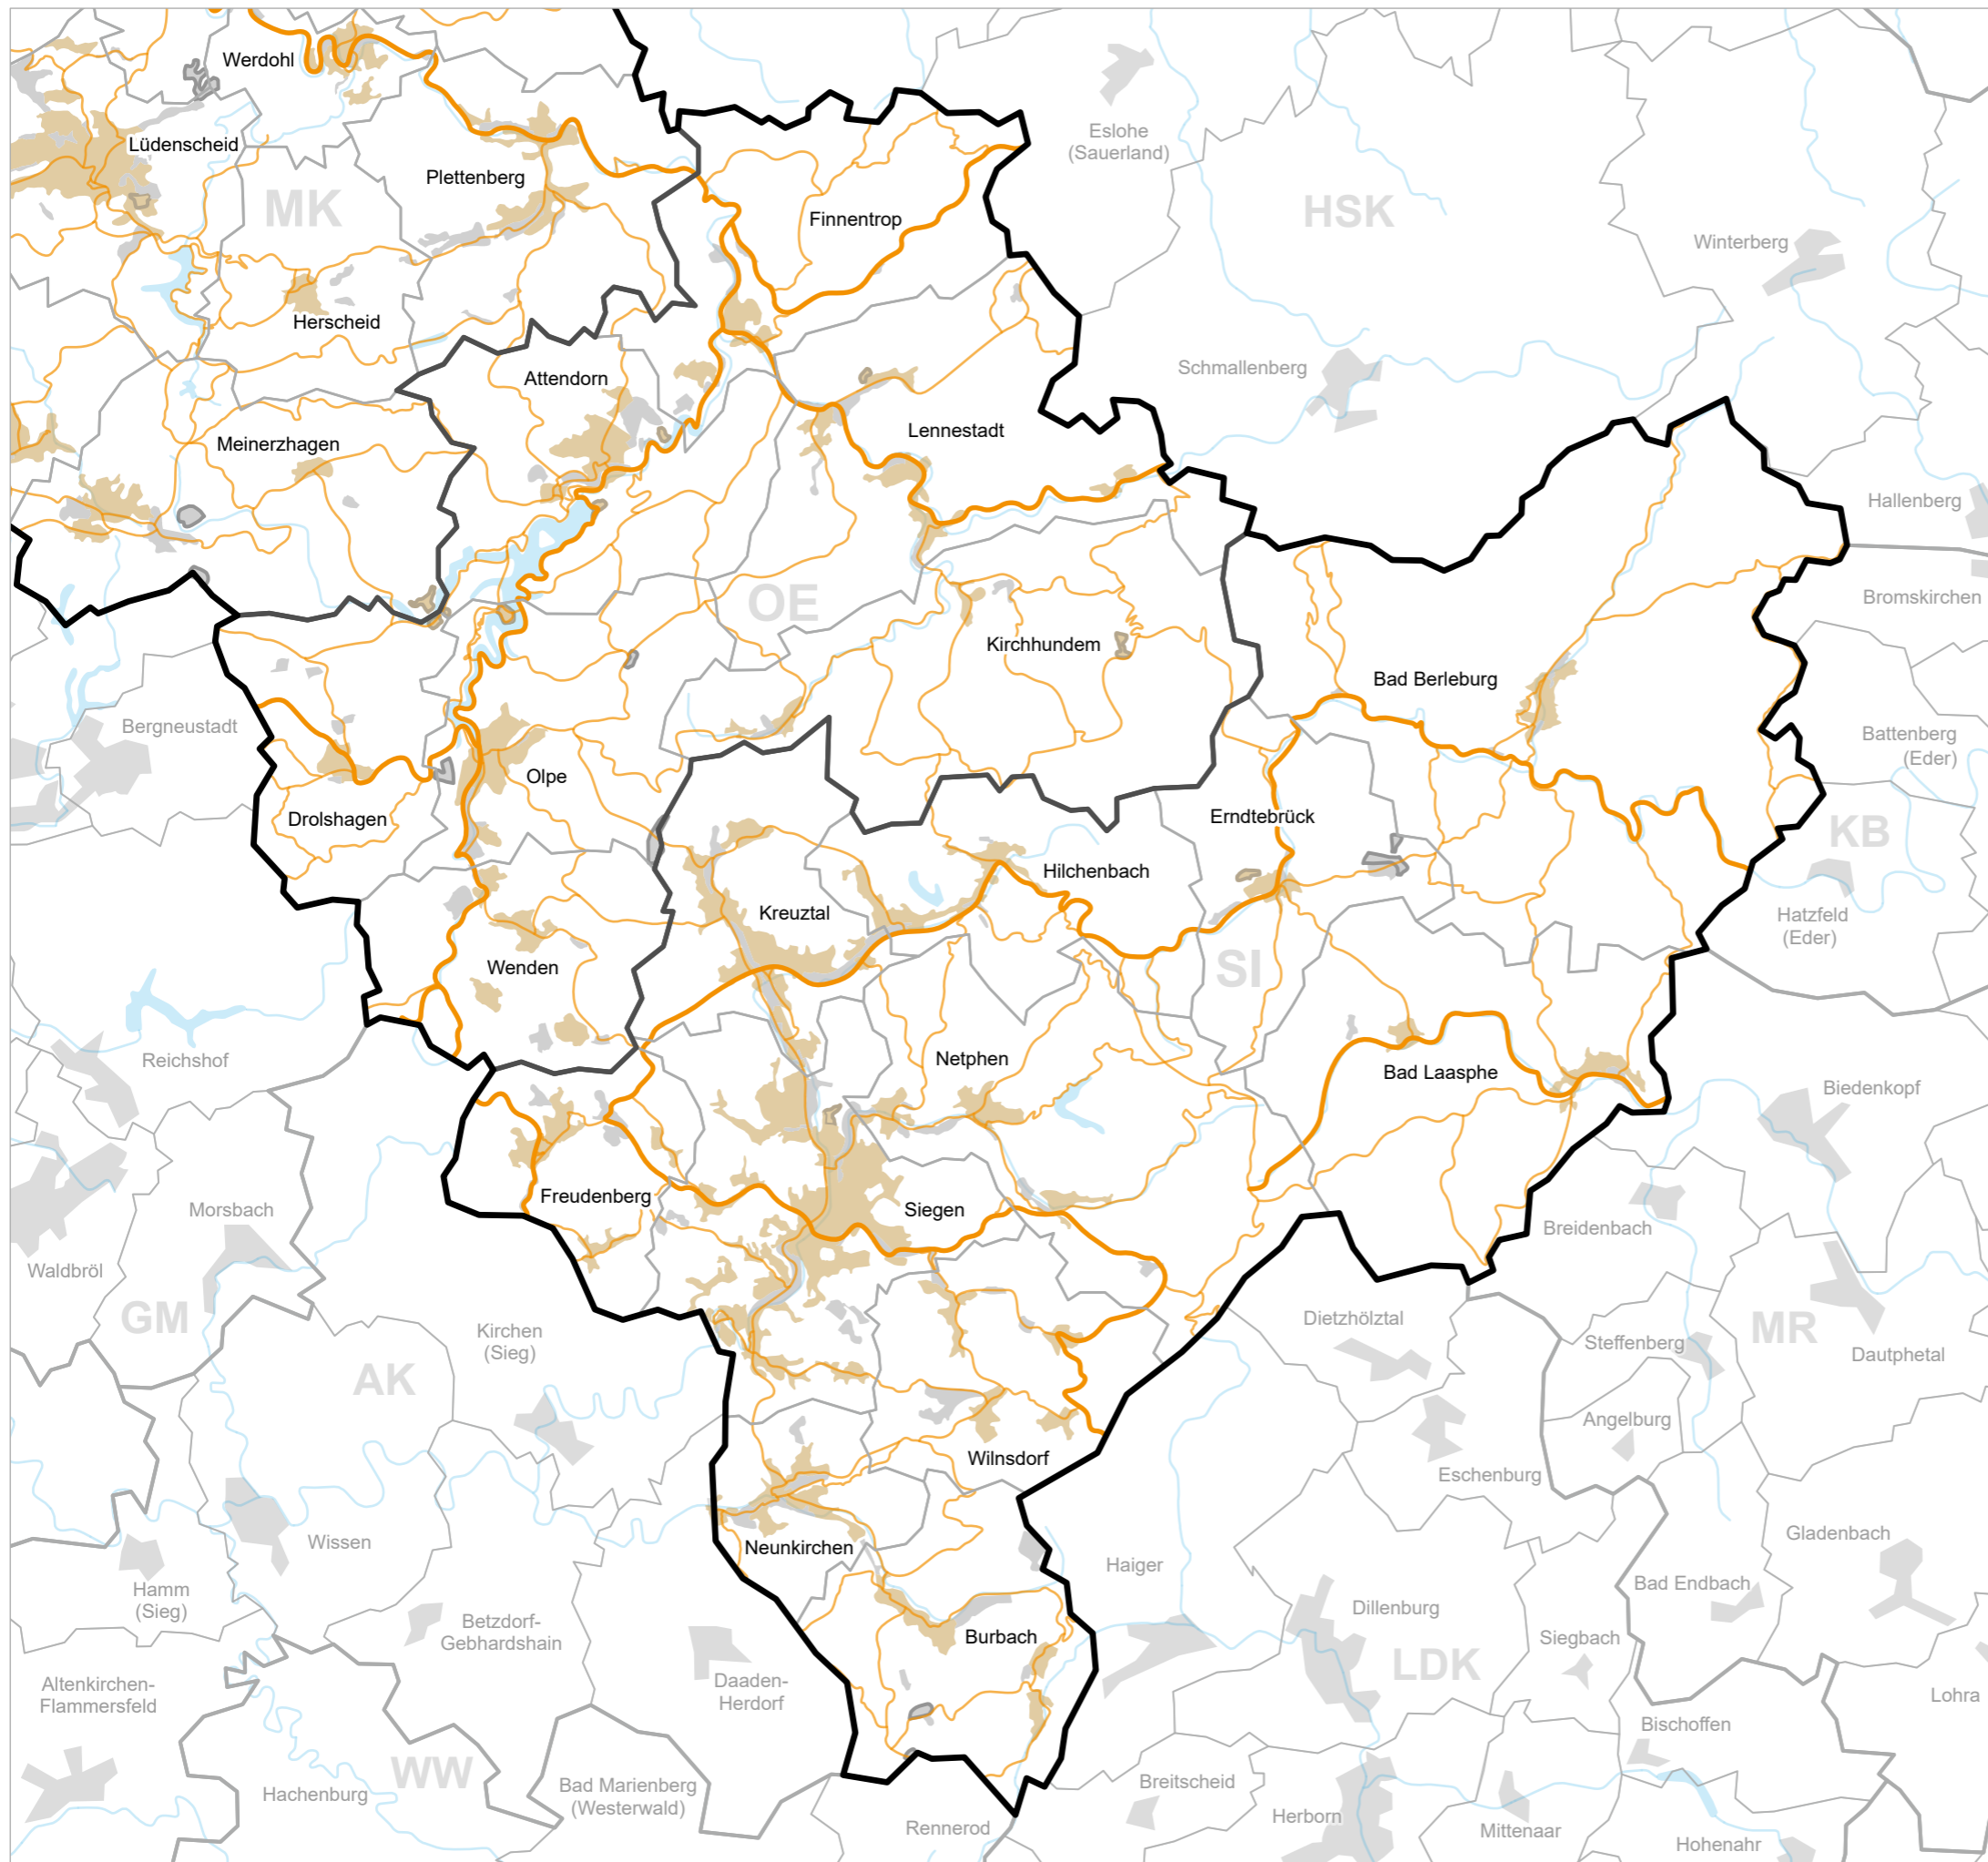 Werdohl
Lüdenscheid
Eslohe
(Sauerland)
Plettenberg
MK
Finnentrop
HSK
Winterberg
Herscheid
Attendorn
Schmallenberg
Meinerzhagen
Lennestadt
Hallenberg
OE
Bromskirchen
Kirchhundem
Bad Berleburg
Bergneustadt
Battenberg
(Eder)
Olpe
Drolshagen
Erndtebrück
KB
Hilchenbach
Kreuztal
Hatzfeld
(Eder)
Wenden
SI
Reichshof
Netphen
Bad Laasphe
Biedenkopf
Freudenberg
Siegen
Morsbach
Breidenbach
Waldbröl
GM
Dietzhölztal
MR
Kirchen
(Sieg)
Steffenberg
Dautphetal
AK
Angelburg
Wilnsdorf
Eschenburg
Wissen
Neunkirchen
Gladenbach
Haiger
Hamm
(Sieg)
Bad Endbach
Betzdorf-
Gebhardshain
Dillenburg
Burbach
Siegbach
LDK
Altenkirchen-
Flammersfeld
Daaden-
Herdorf
Lohra
Bischoffen
WW
Hachenburg
Bad Marienberg
(Westerwald)
Breitscheid
Rennerod
Herborn
Mittenaar
Hohenahr